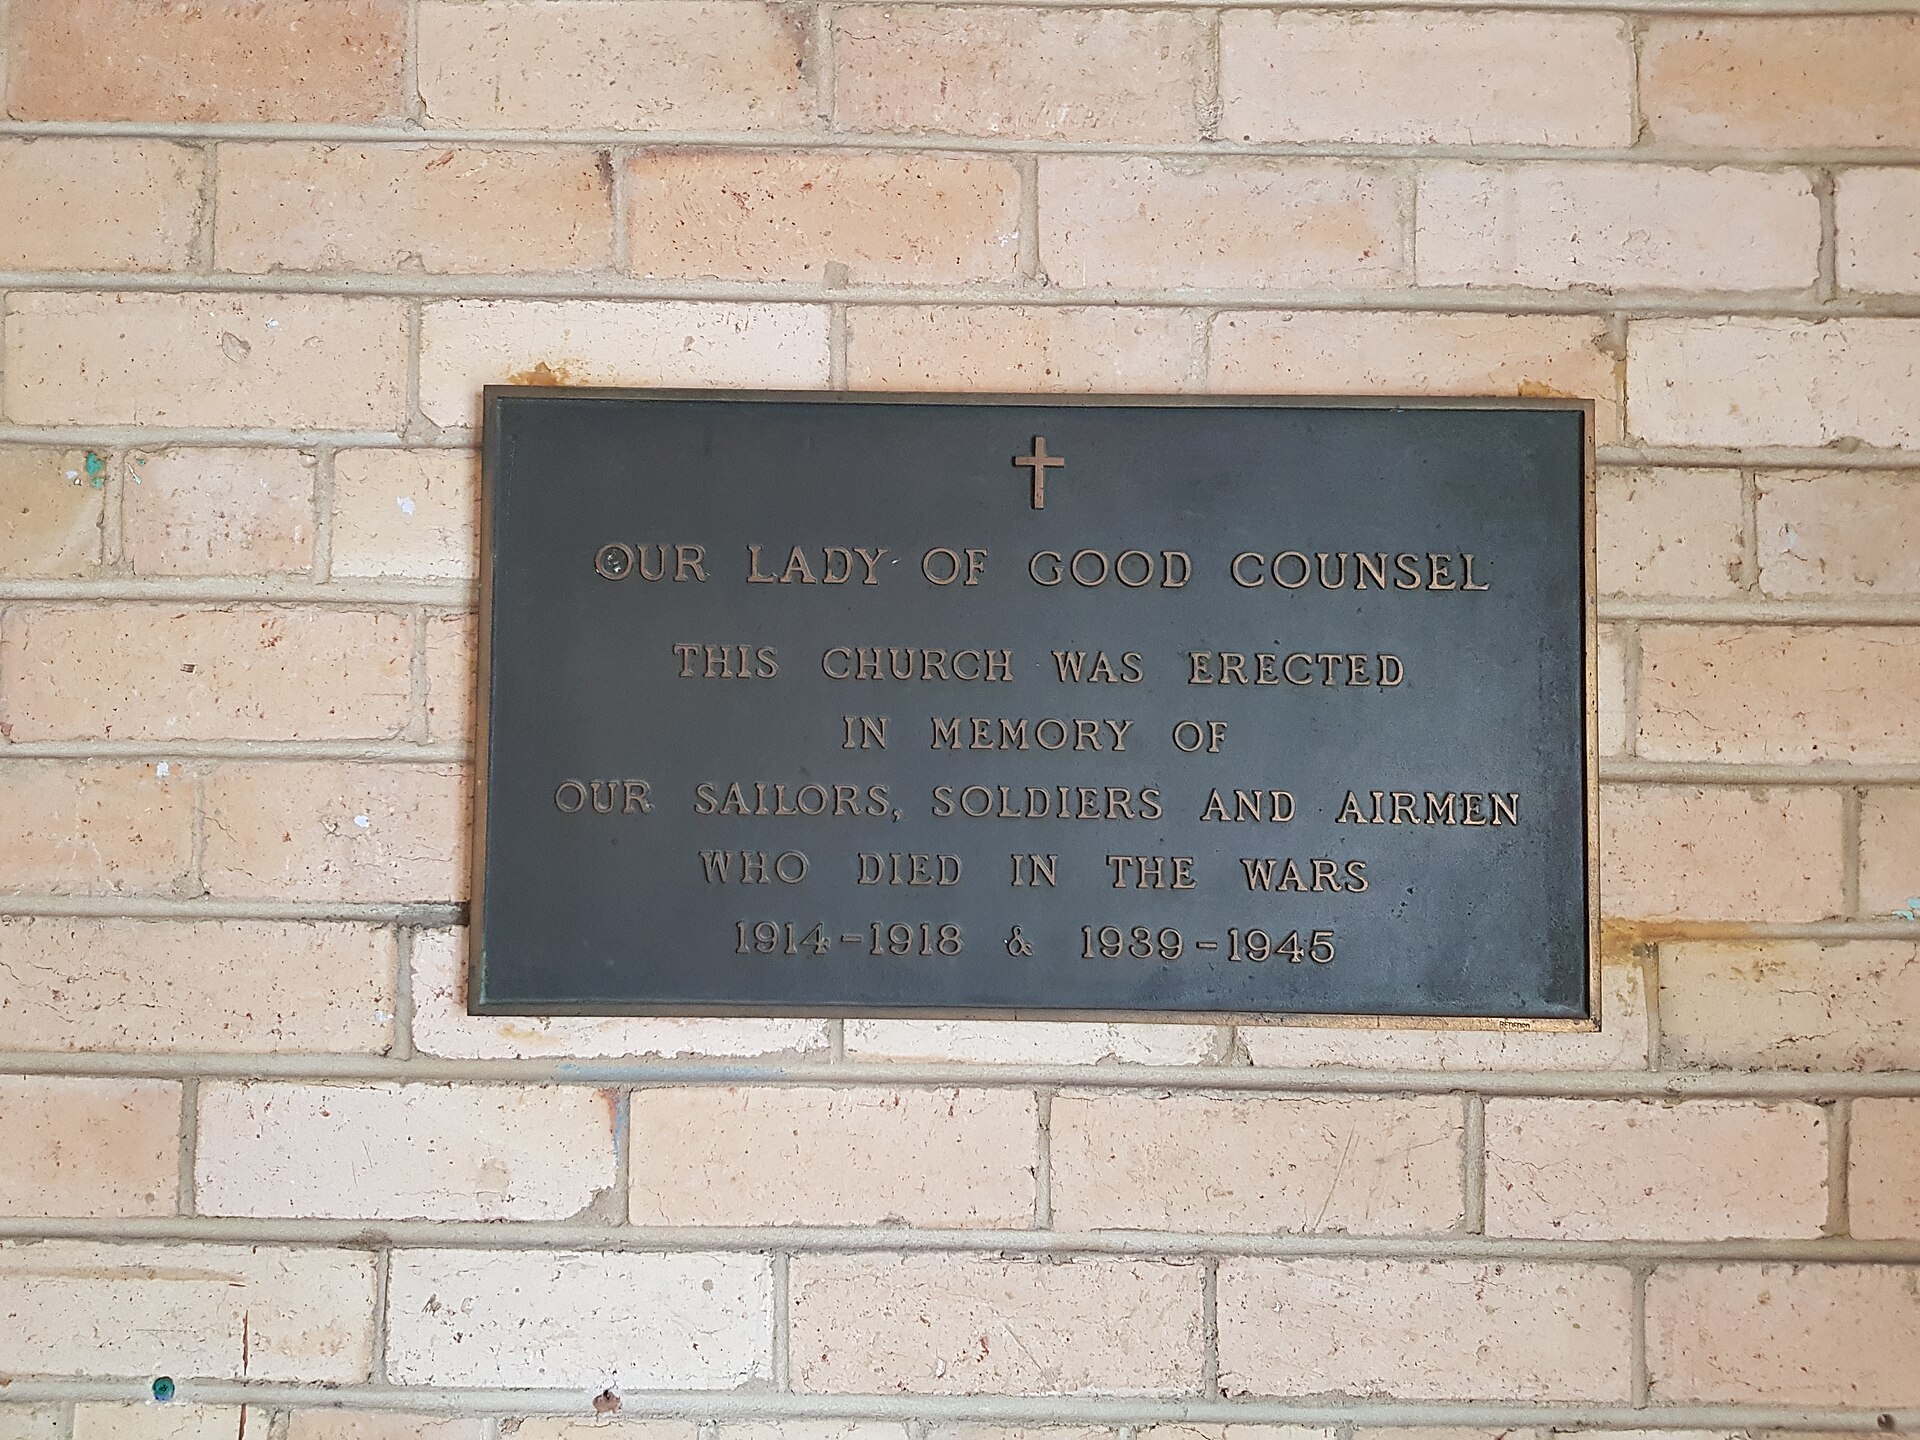 OUR LADY OF GOOD COUNSEL
THIS CHURCH WAS ERECTED
IN MEMORY OF
OUR SAILORS, SOLDIERS AND AIRMEN
WHO DIED IN THE WARS
1914-1918 & 1939-1945